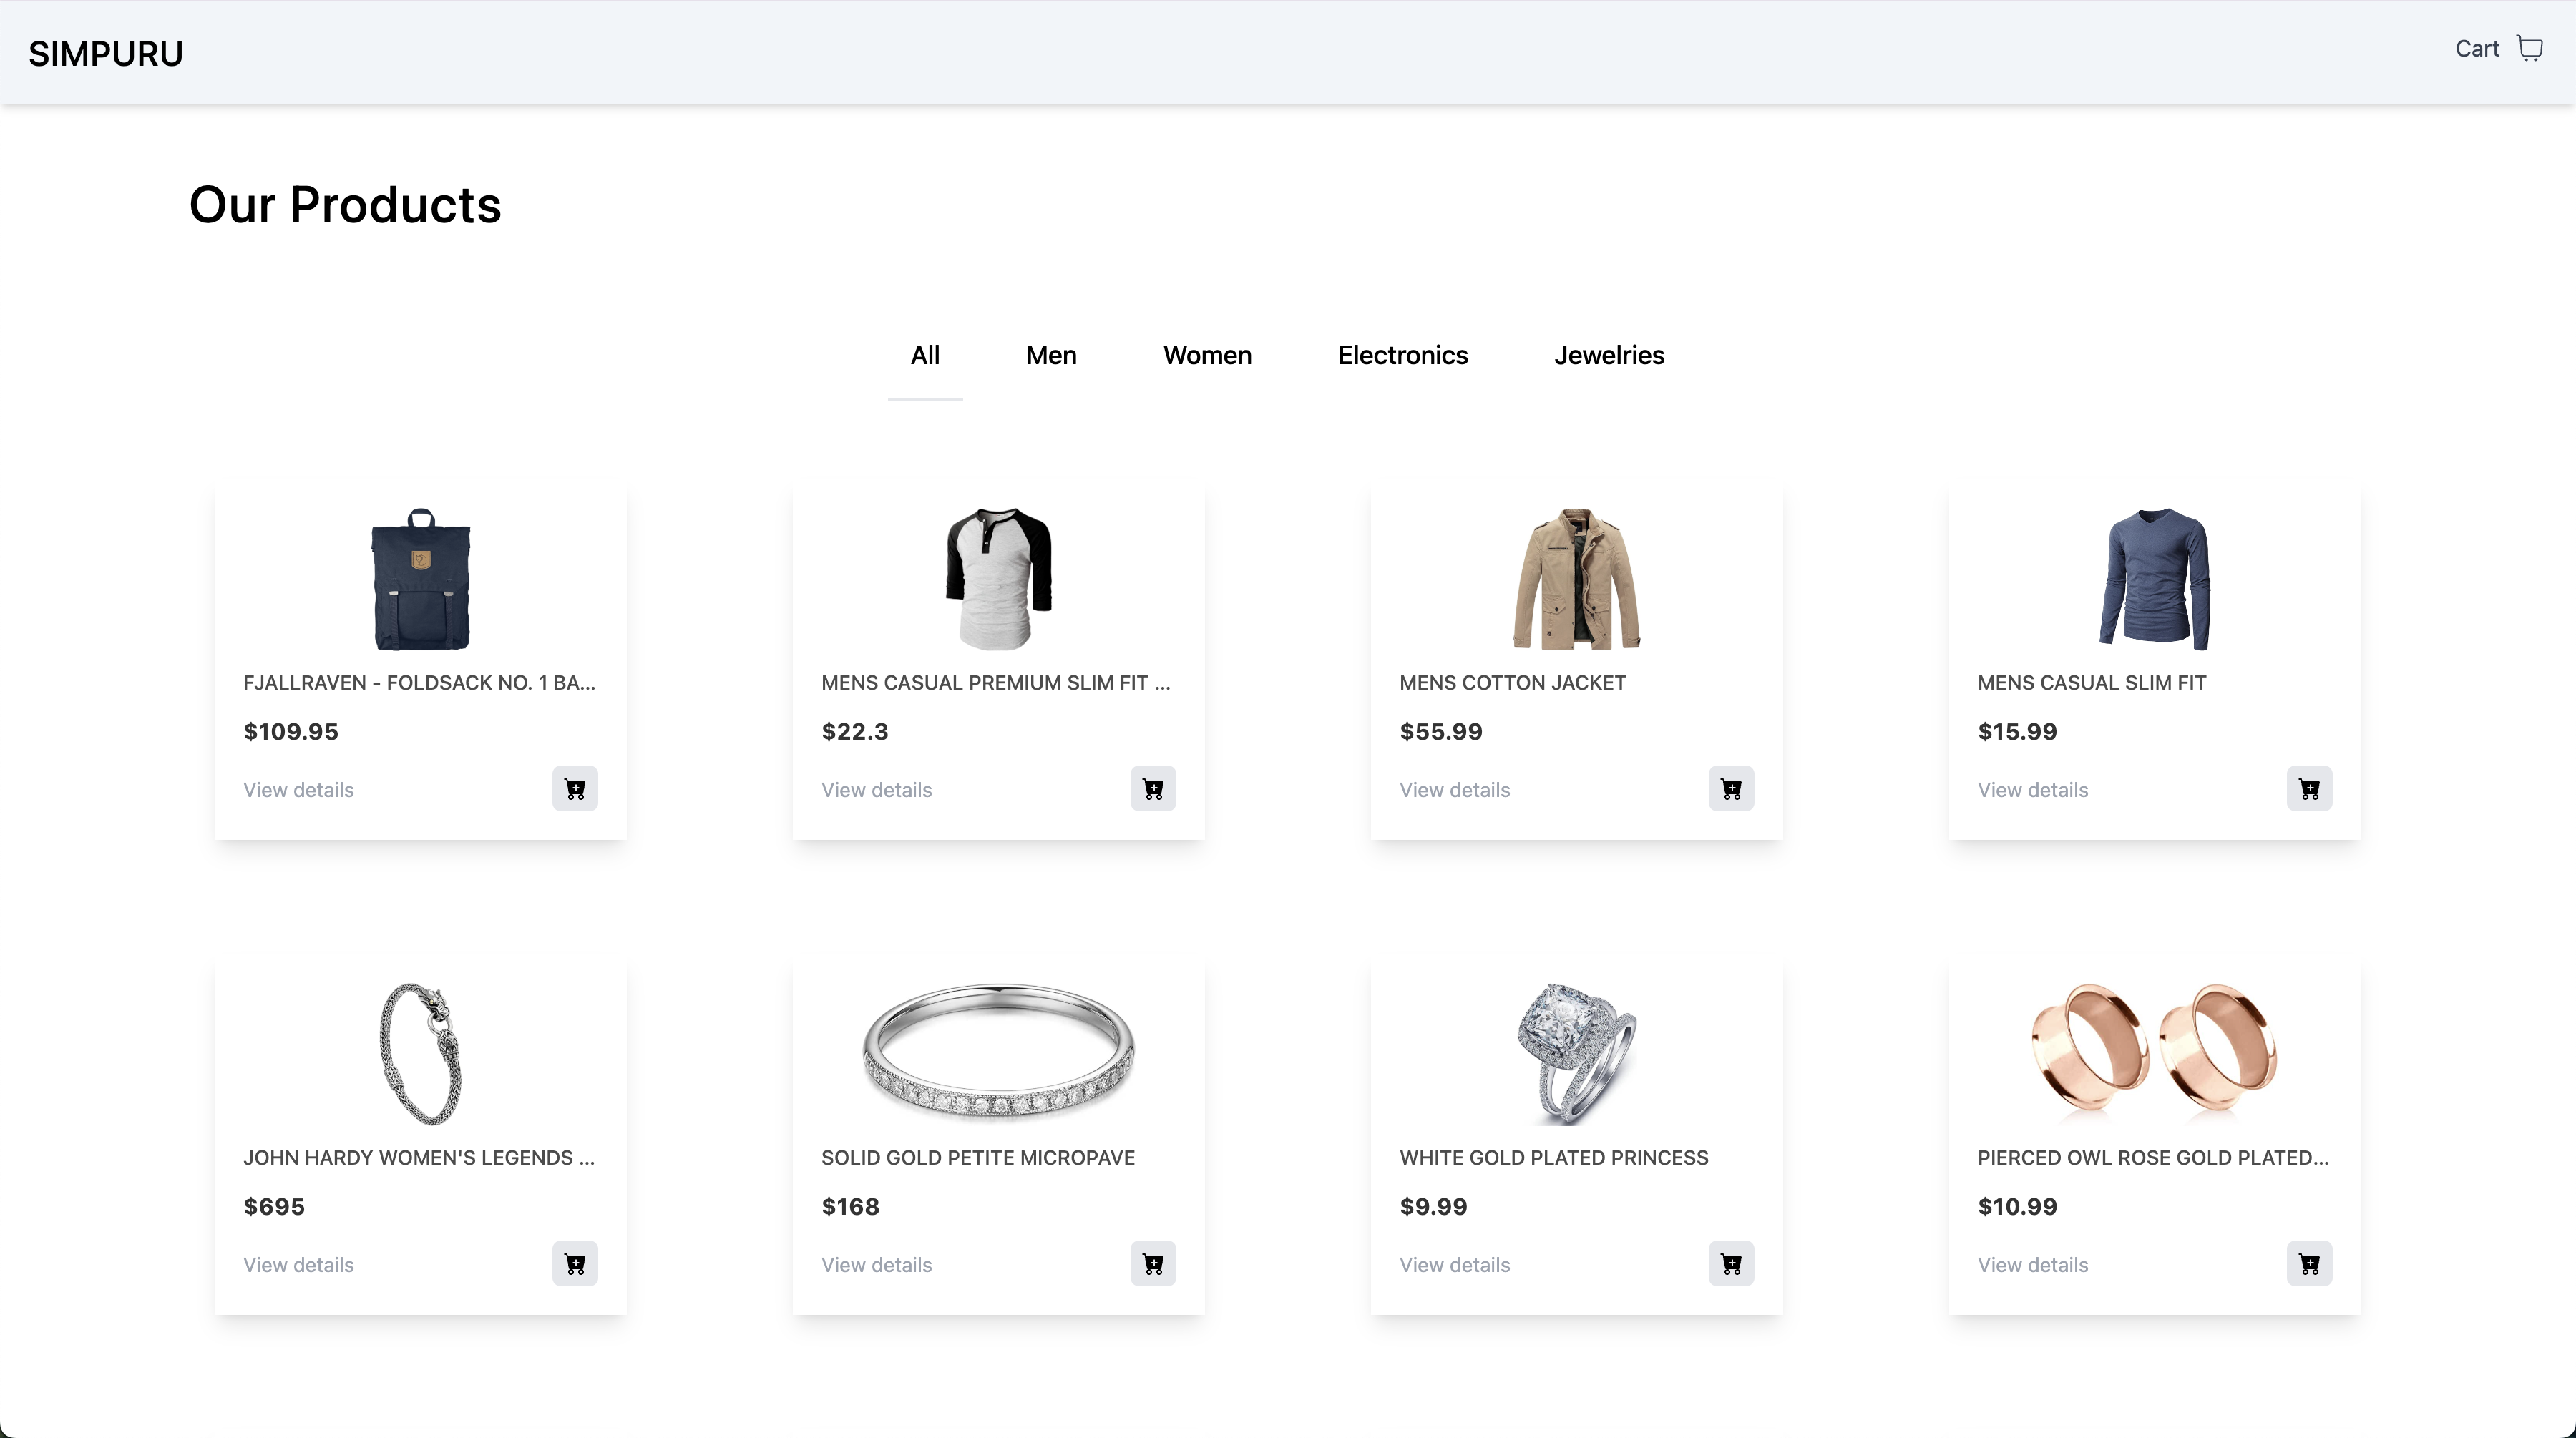 SIMPURU
Cart
Our Products
All Men Women Electronics Jewelries
FJALLRAVEN - FOLDSACK NO. 1 BA...
$109.95
View details
MENS CASUAL PREMIUM SLIM FIT ...
$22.3
View details
MENS COTTON JACKET
$55.99
View details
MENS CASUAL SLIM FIT
$15.99
View details
JOHN HARDY WOMEN'S LEGENDS ...
$695
View details
SOLID GOLD PETITE MICROPAVE
$168
View details
WHITE GOLD PLATED PRINCESS
$9.99
View details
PIERCED OWL ROSE GOLD PLATED...
$10.99
View details